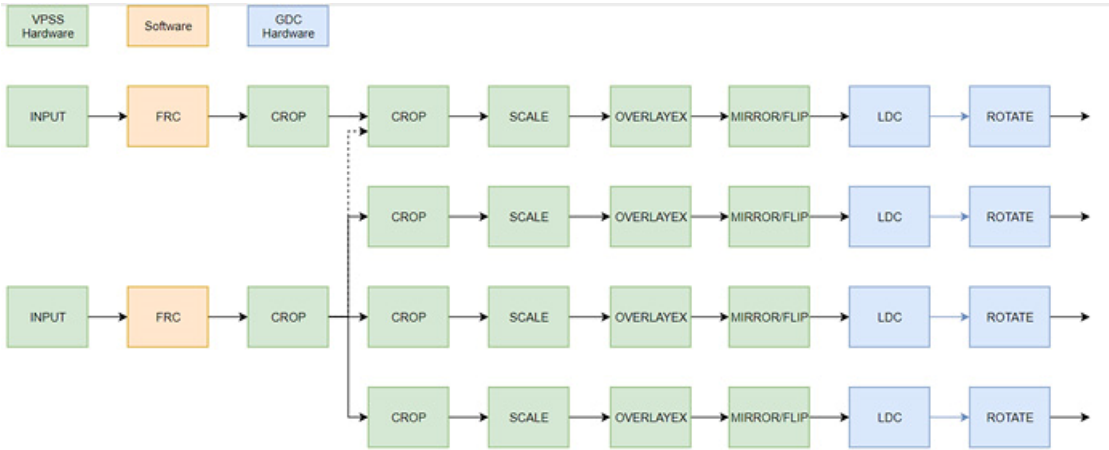 VPSS
Hardware
Software
GDC
Hardware
INPUT
FRC
CROP
CROP
SCALE
OVERLAYEX
MIRROR/FLIP
LDC
ROTATE
CROP
SCALE
OVERLAYEX
MIRROR/FLIP
LDC
ROTATE
INPUT
FRC
CROP
CROP
SCALE
OVERLAYEX
MIRROR/FLIP
LDC
ROTATE
CROP
SCALE
OVERLAYEX
MIRROR/FLIP
LDC
ROTATE